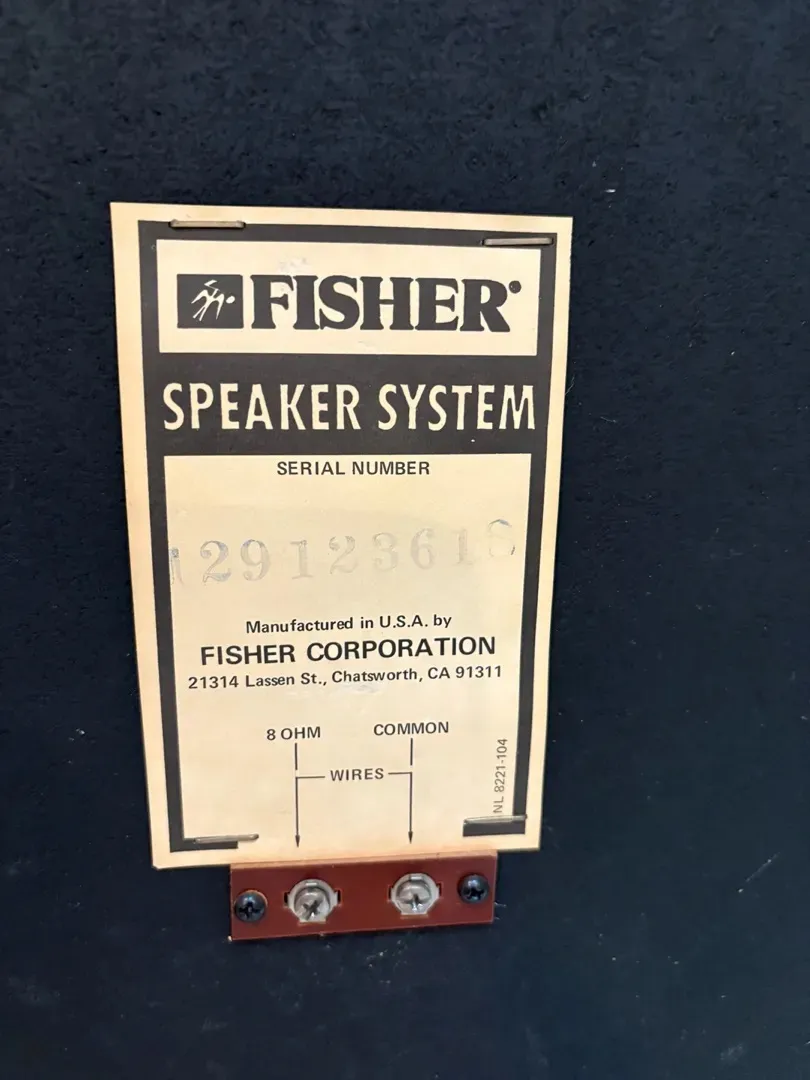 FISHER
SPEAKER SYSTEM
SERIAL NUMBER
Manufactured in U.S.A. by
FISHER CORPORATION
21314 Lassen St., Chatsworth, CA 91311
8 OHM COMMON
WIRES
NL 8221-104